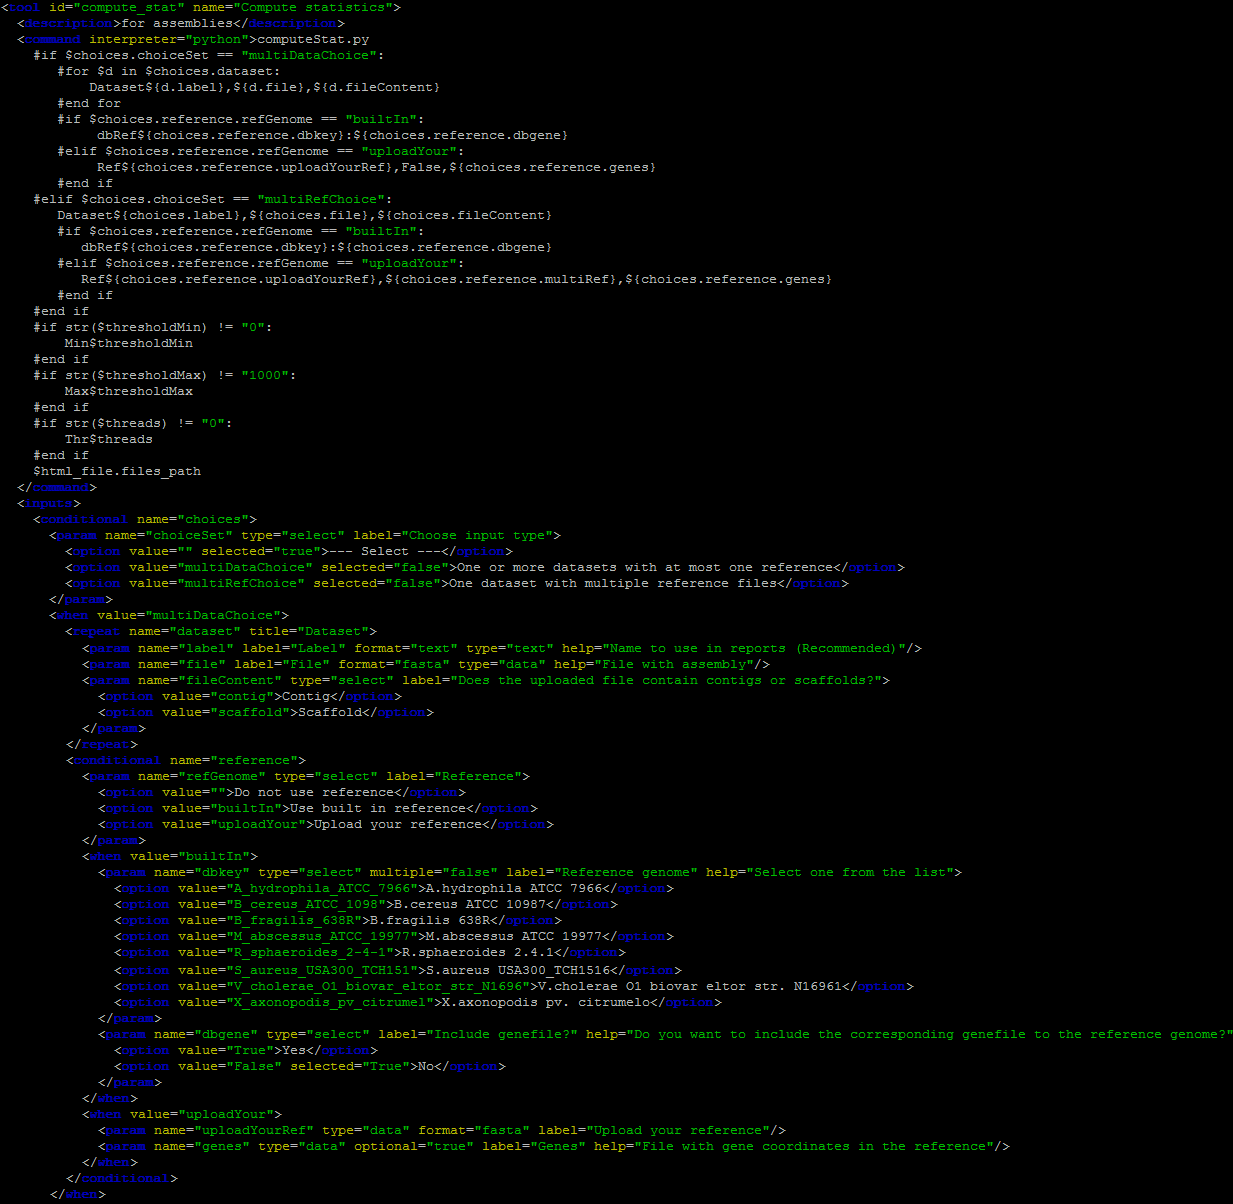 <tool id="compute_stat" name="Compute statistics">
  <description>for assemblies</description>
  <command interpreter="python">computeStat.py
    #if $choices.choiceSet == "multiDataChoice":
       #for $d in $choices.dataset:
           Dataset${d.label},${d.file},${d.fileContent}
       #end for
       #if $choices.reference.refGenome == "builtIn":
            dbRef${choices.reference.dbkey}:${choices.reference.dbgene}
       #elif $choices.reference.refGenome == "uploadYour":
            Ref${choices.reference.uploadYourRef},False,${choices.reference.genes}
       #end if
    #elif $choices.choiceSet == "multiRefChoice":
       Dataset${choices.label},${choices.file},${choices.fileContent}
       #if $choices.reference.refGenome == "builtIn":
          dbRef${choices.reference.dbkey}:${choices.reference.dbgene}
       #elif $choices.reference.refGenome == "uploadYour":
          Ref${choices.reference.uploadYourRef},${choices.reference.multiRef},${choices.reference.genes}
       #end if
    #end if
    #if str($thresholdMin) != "0":
        Min$thresholdMin
    #end if
    #if str($thresholdMax) != "1000":
        Max$thresholdMax
    #end if
    #if str($threads) != "0":
        Thr$threads
    #end if
    $html_file.files_path
  </command>
  <inputs>
    <conditional name="choices">
      <param name="choiceSet" type="select" label="Choose input type">
        <option value="" selected="true">--- Select ---</option>
        <option value="multiDataChoice" selected="false">One or more datasets with at most one reference</option>
        <option value="multiRefChoice" selected="false">One dataset with multiple reference files</option>
      </param>
      <when value="multiDataChoice">
        <repeat name="dataset" title="Dataset">
          <param name="label" label="Label" format="text" type="text" help="Name to use in reports (Recommended)"/>
          <param name="file" label="File" format="fasta" type="data" help="File with assembly"/>
          <param name="fileContent" type="select" label="Does the uploaded file contain contigs or scaffolds?">
            <option value="contig">Contig</option>
            <option value="scaffold">Scaffold</option>
          </param>
        </repeat>
        <conditional name="reference">
          <param name="refGenome" type="select" label="Reference">
            <option value="">Do not use reference</option>
            <option value="builtIn">Use built in reference</option>
            <option value="uploadYour">Upload your reference</option>
          </param>
          <when value="builtIn">
            <param name="dbkey" type="select" multiple="false" label="Reference genome" help="Select one from the list">
              <option value="A_hydrophila_ATCC_7966">A.hydrophila ATCC 7966</option>
              <option value="B_cereus_ATCC_1098">B.cereus ATCC 10987</option>
              <option value="B_fragilis_638R">B.fragilis 638R</option>
              <option value="M_abscessus_ATCC_19977">M.abscessus ATCC 19977</option>
              <option value="R_sphaeroides_2-4-1">R.sphaeroides 2.4.1</option>
              <option value="S_aureus_USA300_TCH151">S.aureus USA300_TCH1516</option>
              <option value="V_cholerae_O1_biovar_eltor_str_N1696">V.cholerae O1 biovar eltor str. N16961</option>
              <option value="X_axonopodis_pv_citrumel">X.axonopodis pv. citrumelo</option>
            </param>
            <param name="dbgene" type="select" label="Include genefile?" help="Do you want to include the corresponding genefile to the reference genome?"
              <option value="True">Yes</option>
              <option value="False" selected="True">No</option>
            </param>
          </when>
          <when value="uploadYour">
            <param name="uploadYourRef" type="data" format="fasta" label="Upload your reference"/>
            <param name="genes" type="data" optional="true" label="Genes" help="File with gene coordinates in the reference"/>
          </when>
        </conditional>
      </when>